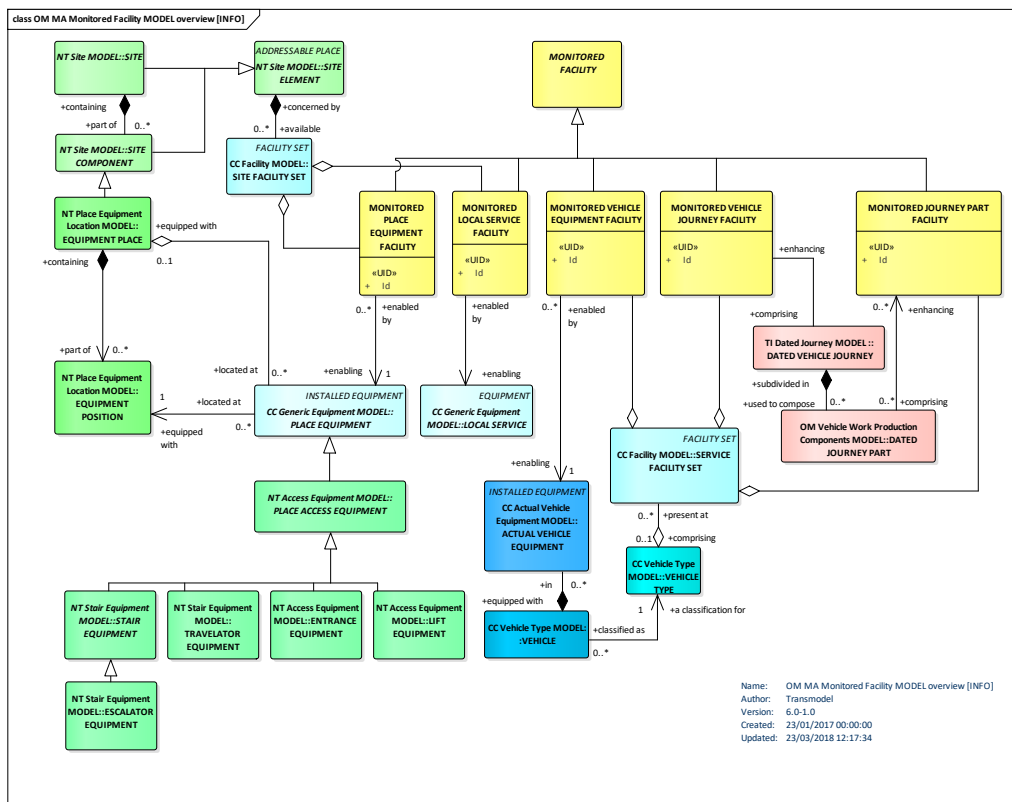 class OM MA Monitored Facility MODEL overview [INFO]
NT Site MODEL::SITE
ADDRESSABLE PLACE
NT Site MODEL::SITE
ELEMENT
MONITORED
FACILITY
+containing
+part of
0..*
+concerned by
0..*
+available
NT Site MODEL::SITE
COMPONENT
FACILITY SET
CC Facility MODEL::
SITE FACILITY SET
NT Place Equipment
Location MODEL::
EQUIPMENT PLACE
+equipped with
0..1
+containing
MONITORED
PLACE
EQUIPMENT
FACILITY
«UID»
+ Id
MONITORED
LOCAL SERVICE
FACILITY
«UID»
+ Id
MONITORED VEHICLE
EQUIPMENT FACILITY
«UID»
+ Id
MONITORED VEHICLE
JOURNEY FACILITY
«UID»
+ Id
MONITORED JOURNEY PART
FACILITY
«UID»
+ Id
+enhancing
0..*
+enabled
by
+enabled
by
0..*
+enabled
by
0..*
+enhancing
+comprising
+part of
0..*
NT Place Equipment
Location MODEL::
EQUIPMENT
POSITION
+located at
0..*
+enabling
1
+enabling
TI Dated Journey MODEL ::
DATED VEHICLE JOURNEY
+subdivided in
+used to compose
0..*
0..*
+comprising
1
+located at
+equipped
with
0..*
INSTALLED EQUIPMENT
CC Generic Equipment MODEL::
PLACE EQUIPMENT
EQUIPMENT
CC Generic Equipment
MODEL::LOCAL SERVICE
OM Vehicle Work Production
Components MODEL::DATED
JOURNEY PART
FACILITY SET
CC Facility MODEL::SERVICE
FACILITY SET
+enabling
1
NT Access Equipment MODEL::
PLACE ACCESS EQUIPMENT
INSTALLED EQUIPMENT
CC Actual Vehicle
Equipment MODEL::
ACTUAL VEHICLE
EQUIPMENT
0..*
+present at
0..1
+comprising
CC Vehicle Type
MODEL::VEHICLE
TYPE
+in
0..*
+equipped with
1
+a classification for
NT Stair Equipment
MODEL::STAIR
EQUIPMENT
NT Stair Equipment
MODEL::
TRAVELATOR
EQUIPMENT
NT Access Equipment
MODEL::ENTRANCE
EQUIPMENT
NT Access Equipment
MODEL::LIFT
EQUIPMENT
CC Vehicle Type MODEL:
:VEHICLE
+classified as
0..*
NT Stair Equipment
MODEL::ESCALATOR
EQUIPMENT
Name: OM MA Monitored Facility MODEL overview [INFO]
Author: Transmodel
Version: 6.0-1.0
Created: 23/01/2017 00:00:00
Updated: 23/03/2018 12:17:34